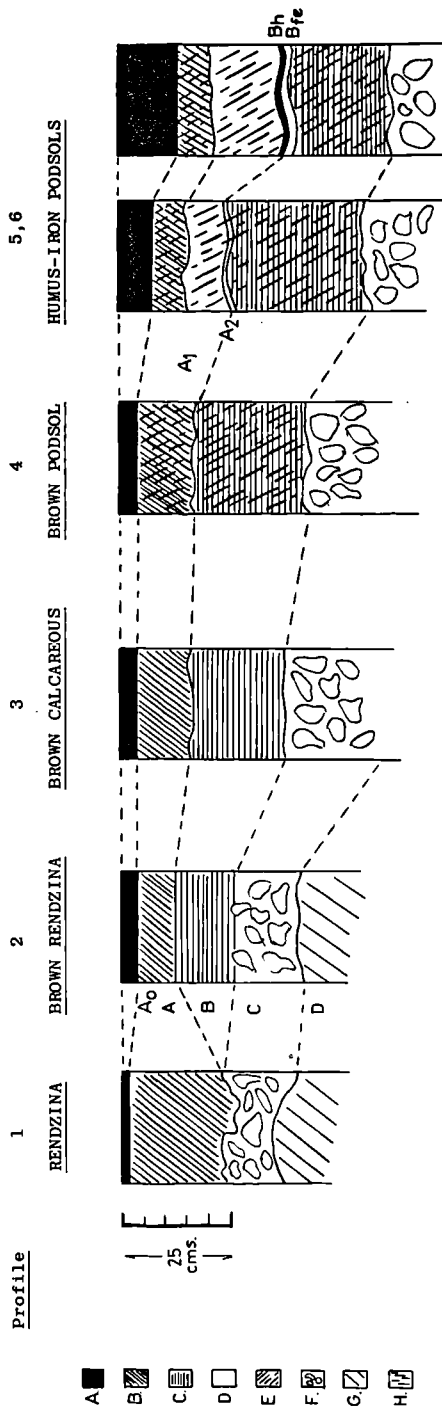 Profile 1 2 3 4 5,6
RENDZINA BROWN RENDZINA BROWN CALCAREOUS BROWN PODSOL HUMUS-IRON PODSOLS
25
cms.
A₀
A
B
C
D
A₁
A₂
Bh
Bfe
A.
B.
C.
D
E
F.
G.
H.